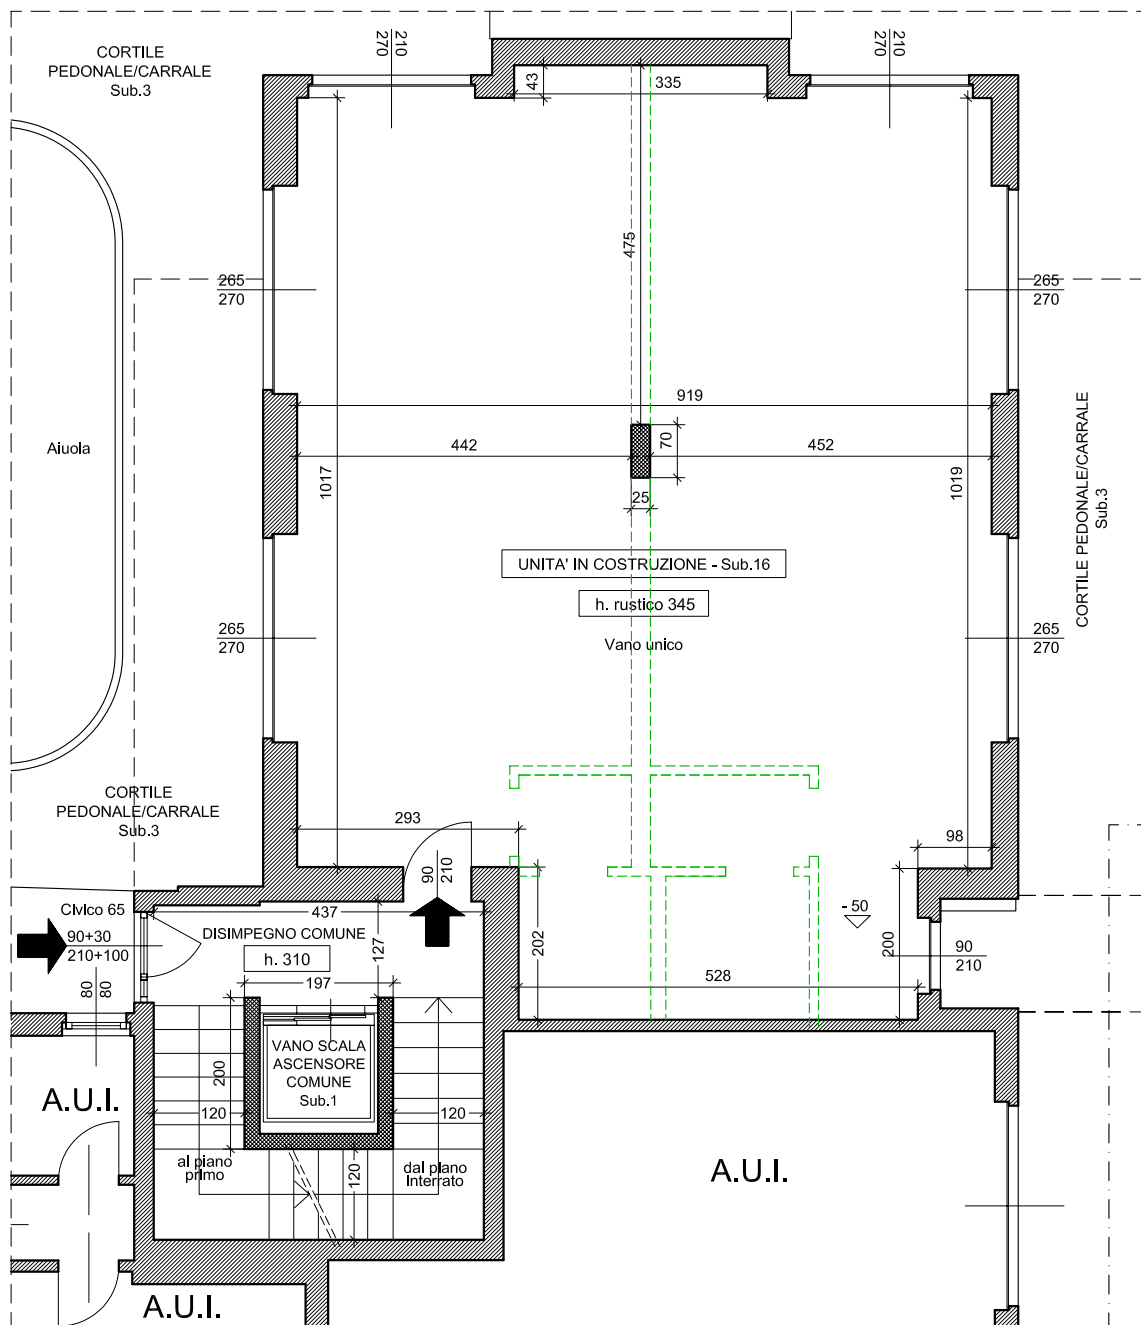 CORTILE
PEDONALE/CARRALE
Sub.3
210
270
210
270
43
335
475
265
270
265
270
919
Aiuola
442
70
452
1017
1019
25
CORTILE PEDONALE/CARRALE
Sub.3
UNITA' IN COSTRUZIONE - Sub.16
h. rustico 345
Vano unico
265
270
265
270
CORTILE
PEDONALE/CARRALE
Sub.3
293
98
90
210
Civico 65
437
- 50
90+30
210+100
DISIMPEGNO COMUNE
127
h. 310
202
200
90
210
197
528
80
80
VANO SCALA
ASCENSORE
COMUNE
Sub.1
200
A.U.I.
120
120
al piano
primo
120
dal piano
Interrato
A.U.I.
A.U.I.